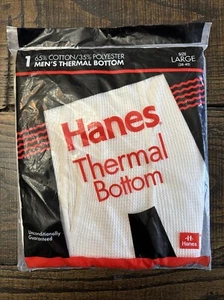 1 65% COTTON/35% POLYESTER
MEN'S THERMAL BOTTOM
SIZE
LARGE
Hanes
Thermal
Bottom
Unconditionally
Guaranteed
Hanes